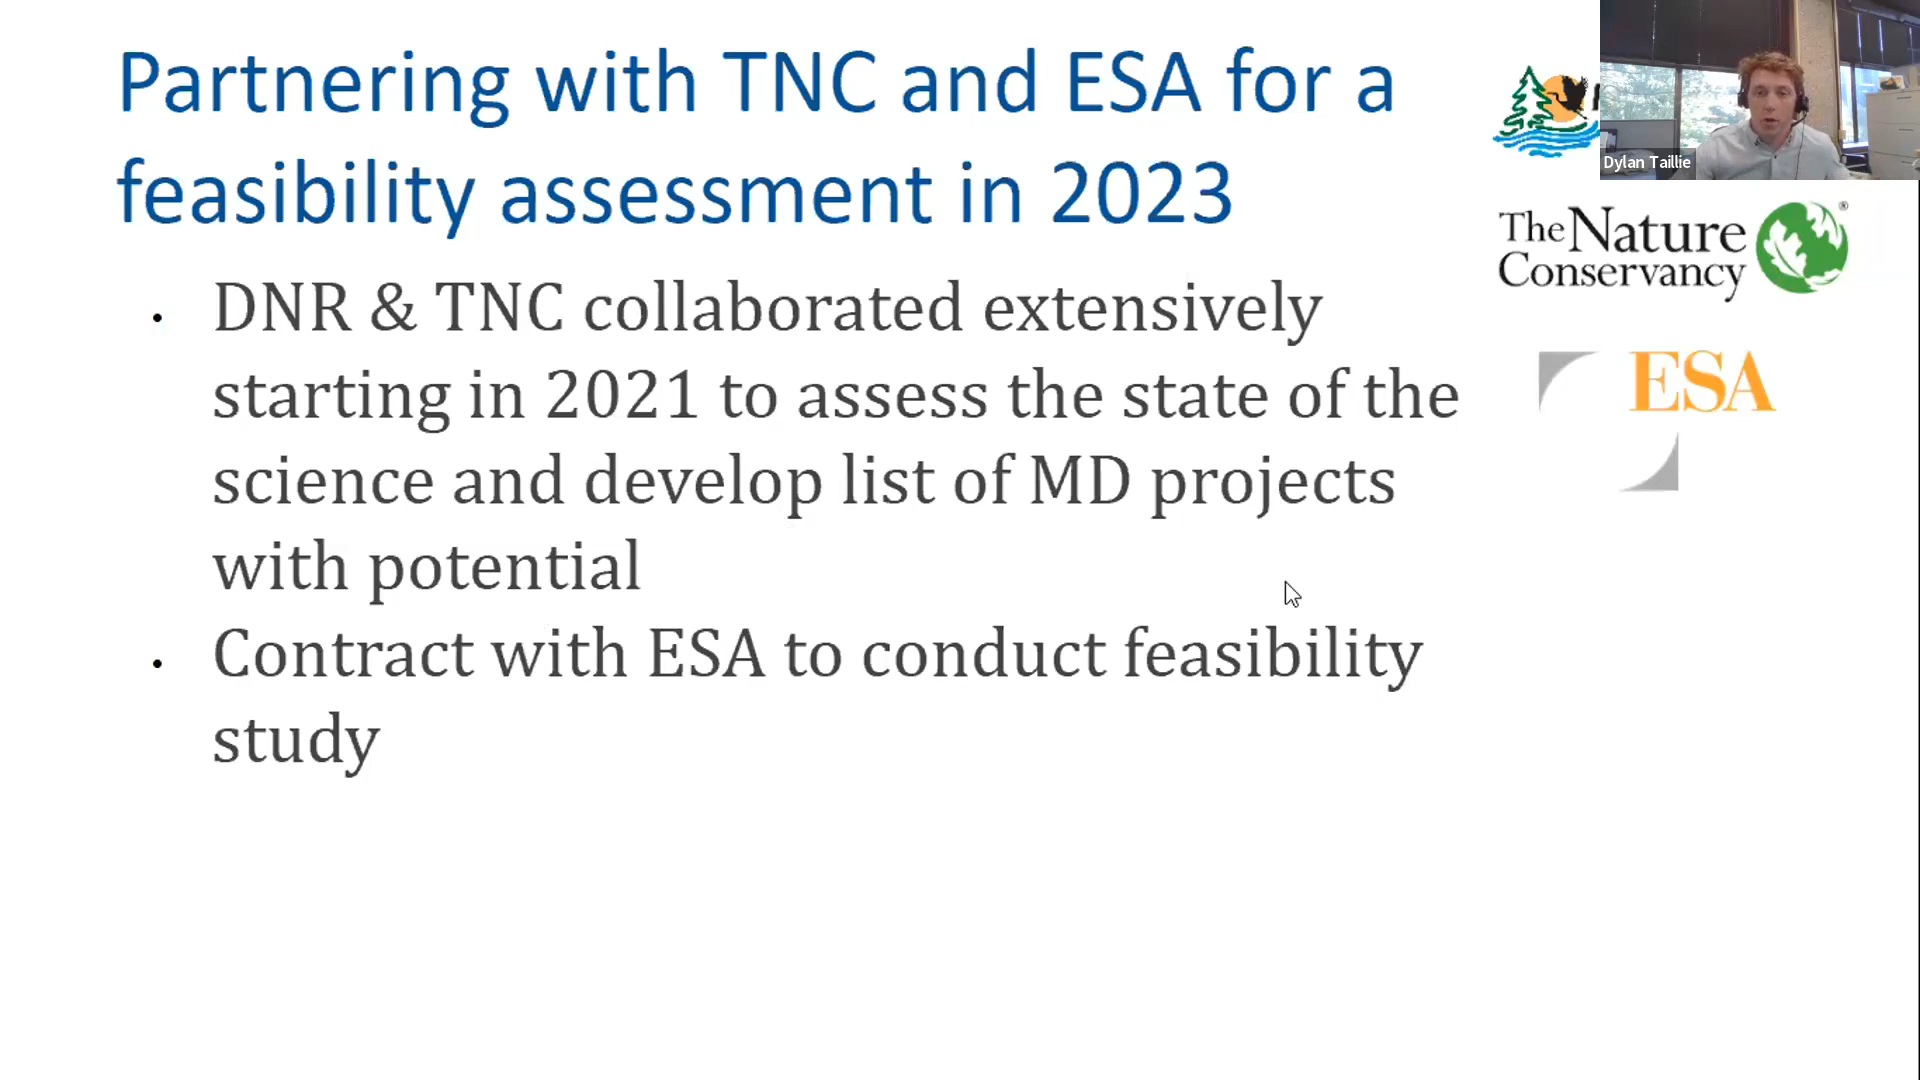 Partnering with TNC and ESA for a
feasibility assessment in 2023
Dylan Taillie
The Nature
Conservancy
®
ESA
• DNR & TNC collaborated extensively
starting in 2021 to assess the state of the
science and develop list of MD projects
with potential
• Contract with ESA to conduct feasibility
study